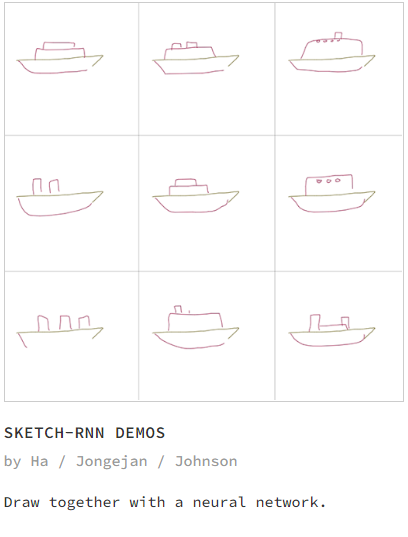 SKETCH-RNN DEMOS
by Ha / Jongejan / Johnson
Draw together with a neural network.